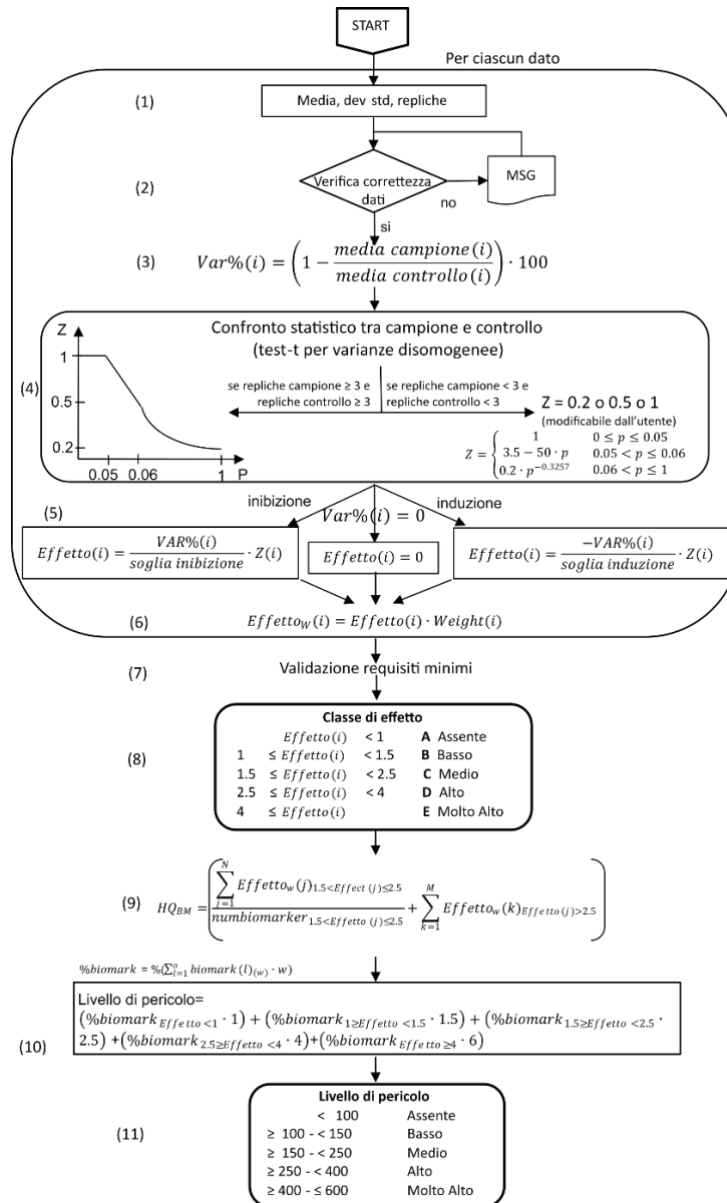 START
Per ciascun dato
(1)
Media, dev std, repliche
(2)
Verifica correttezza
dati
no
MSG
si
(3)
Var%(i) = (1 − media campione(i) / media controllo(i)) · 100
(4)
Confronto statistico tra campione e controllo
(test-t per varianze disomogenee)
Z
1
0.5
0.2
0.05 0.06 1 P
se repliche campione ≥ 3 e
repliche controllo ≥ 3
se repliche campione < 3 e
repliche controllo < 3
Z = 0.2 o 0.5 o 1
(modificabile dall'utente)
Z = { 1 0 ≤ p ≤ 0.05
3.5 − 50 · p 0.05 < p ≤ 0.06
0.2 · p^−0.3257 0.06 < p ≤ 1
inibizione
Var%(i) = 0
induzione
(5)
Effetto(i) = VAR%(i) / soglia inibizione · Z(i)
Effetto(i) = 0
Effetto(i) = −VAR%(i) / soglia induzione · Z(i)
(6)
Effetto_W(i) = Effetto(i) · Weight(i)
(7)
Validazione requisiti minimi
(8)
Classe di effetto
Effetto(i) < 1 A Assente
1 ≤ Effetto(i) < 1.5 B Basso
1.5 ≤ Effetto(i) < 2.5 C Medio
2.5 ≤ Effetto(i) < 4 D Alto
4 ≤ Effetto(i) E Molto Alto
(9)
HQ_BM = (∑_{j=1}^{N} Effetto_w(j)_{1.5<Effect (j)≤2.5} / numbiomarker_{1.5<Effetto (j)≤2.5} + ∑_{k=1}^{M} Effetto_w(k)_{Effetto(j)>2.5})
%biomark = %(∑_{l=1}^{o} biomark(l)_{(w)} · w)
(10)
Livello di pericolo=
(%biomark_{Effetto<1} · 1) + (%biomark_{1≥Effetto <1.5} · 1.5) + (%biomark_{1.5≥Effetto <2.5} ·
2.5) +(%biomark_{2.5≥Effetto <4} · 4)+(%biomark_{Effetto≥4} · 6)
(11)
Livello di pericolo
< 100 Assente
≥ 100 - < 150 Basso
≥ 150 - < 250 Medio
≥ 250 - < 400 Alto
≥ 400 - ≤ 600 Molto Alto